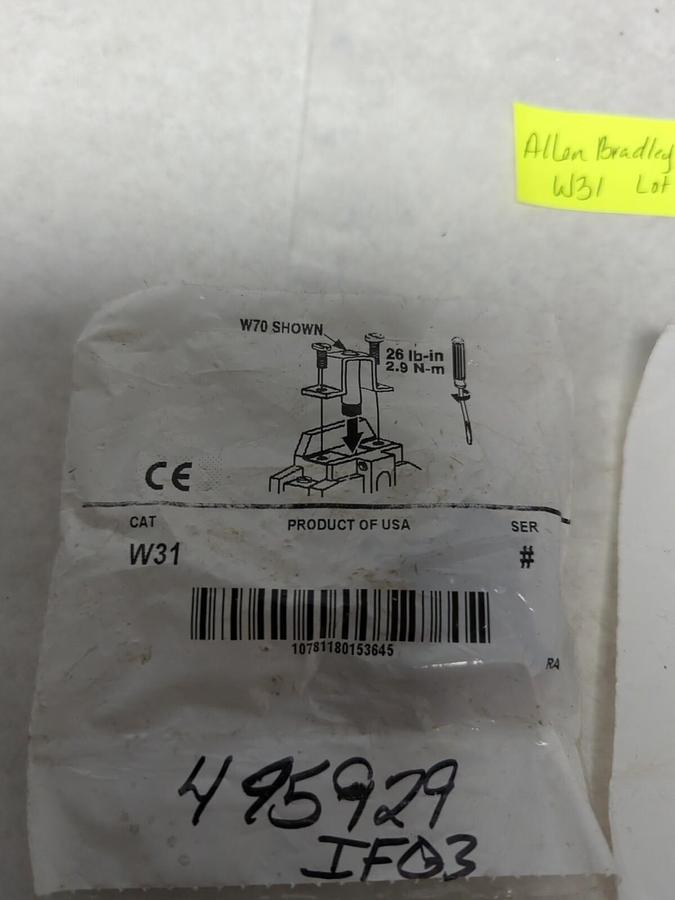 Allen Bradley
W31 Lot
W70 SHOWN
26 lb-in
2.9 N-m
CE
CAT PRODUCT OF USA SER
W31 #
10781180153645
RA
495929
IF03